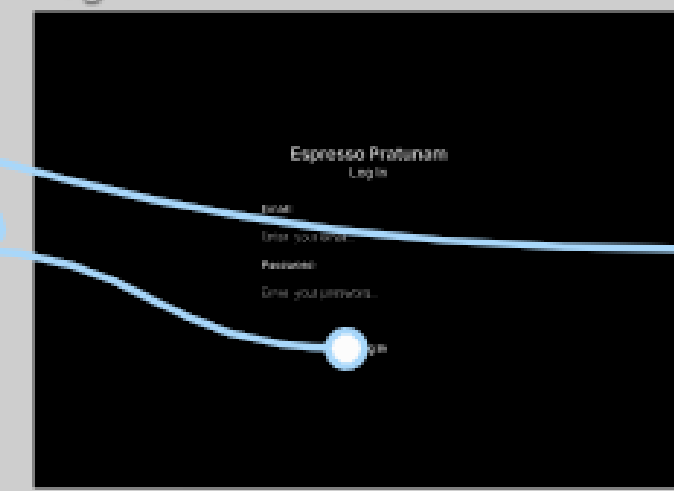 Espresso Pratunam
Log In
Email:
Enter your email...
Password:
Enter your password...